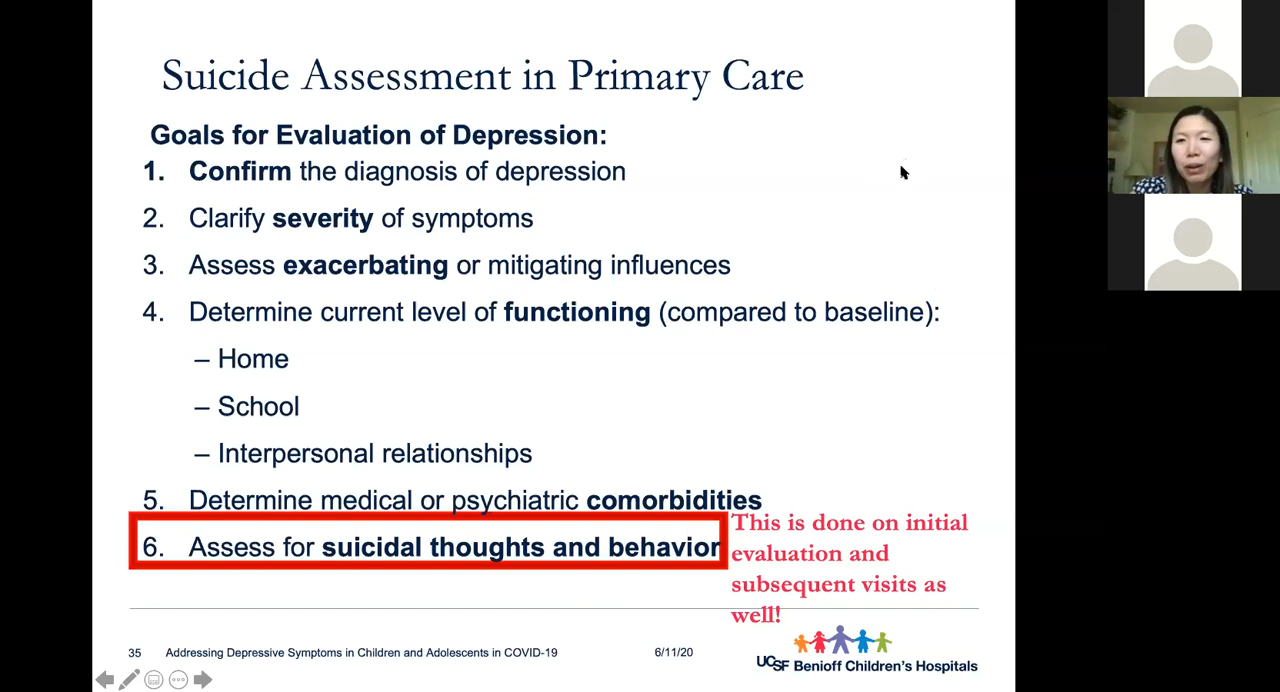 Suicide Assessment in Primary Care
Goals for Evaluation of Depression:
1. Confirm the diagnosis of depression
2. Clarify severity of symptoms
3. Assess exacerbating or mitigating influences
4. Determine current level of functioning (compared to baseline):
– Home
– School
– Interpersonal relationships
5. Determine medical or psychiatric comorbidities
6. Assess for suicidal thoughts and behavior
This is done on initial
evaluation and
subsequent visits as
well!
35 Addressing Depressive Symptoms in Children and Adolescents in COVID-19 6/11/20
UCSF Benioff Children's Hospitals